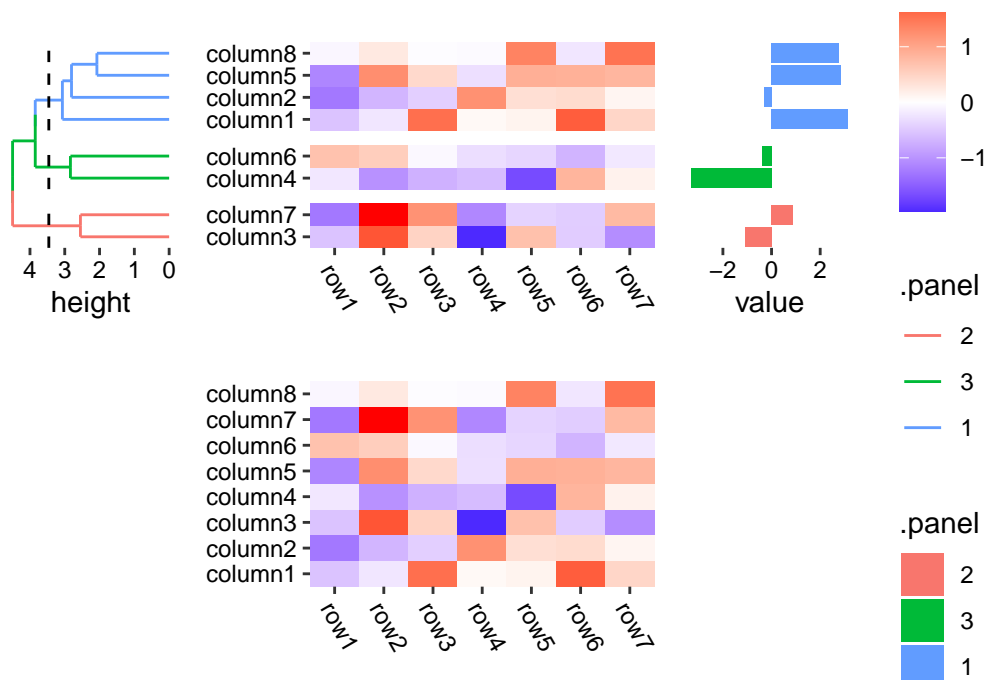 column8
column5
column2
column1
column6
column4
column7
column3
4 3 2 1 0
height
row1 row2 row3 row4 row5 row6 row7
−2 0 2
value
1
0
−1
.panel
2
3
1
column8
column7
column6
column5
column4
column3
column2
column1
row1 row2 row3 row4 row5 row6 row7
.panel
2
3
1